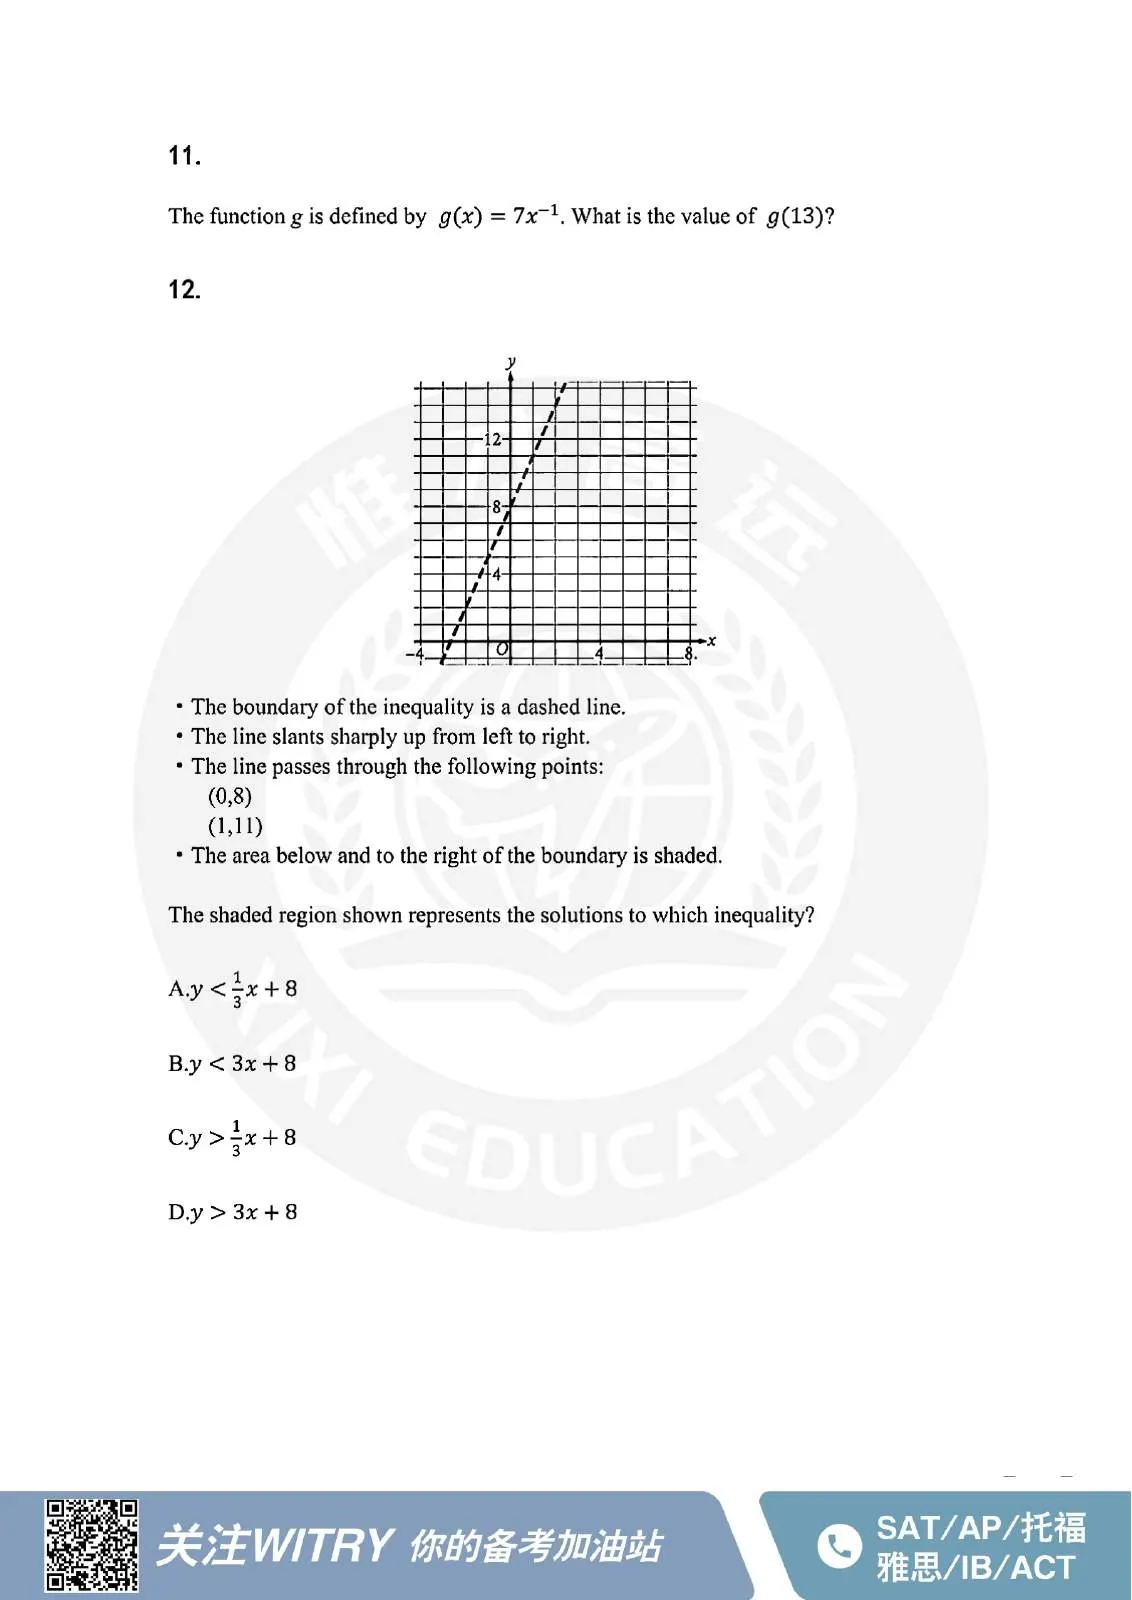 11.
The function g is defined by g(x) = 7x⁻¹. What is the value of g(13)?
12.
y
12
8
4
-4
O
4
8
x
• The boundary of the inequality is a dashed line.
• The line slants sharply up from left to right.
• The line passes through the following points:
(0,8)
(1,11)
• The area below and to the right of the boundary is shaded.
The shaded region shown represents the solutions to which inequality?
A.y < 1/3 x + 8
B.y < 3x + 8
C.y > 1/3 x + 8
D.y > 3x + 8
XIXI EDUCATION
关注WITRY 你的备考加油站
SAT/AP/托福
雅思/IB/ACT